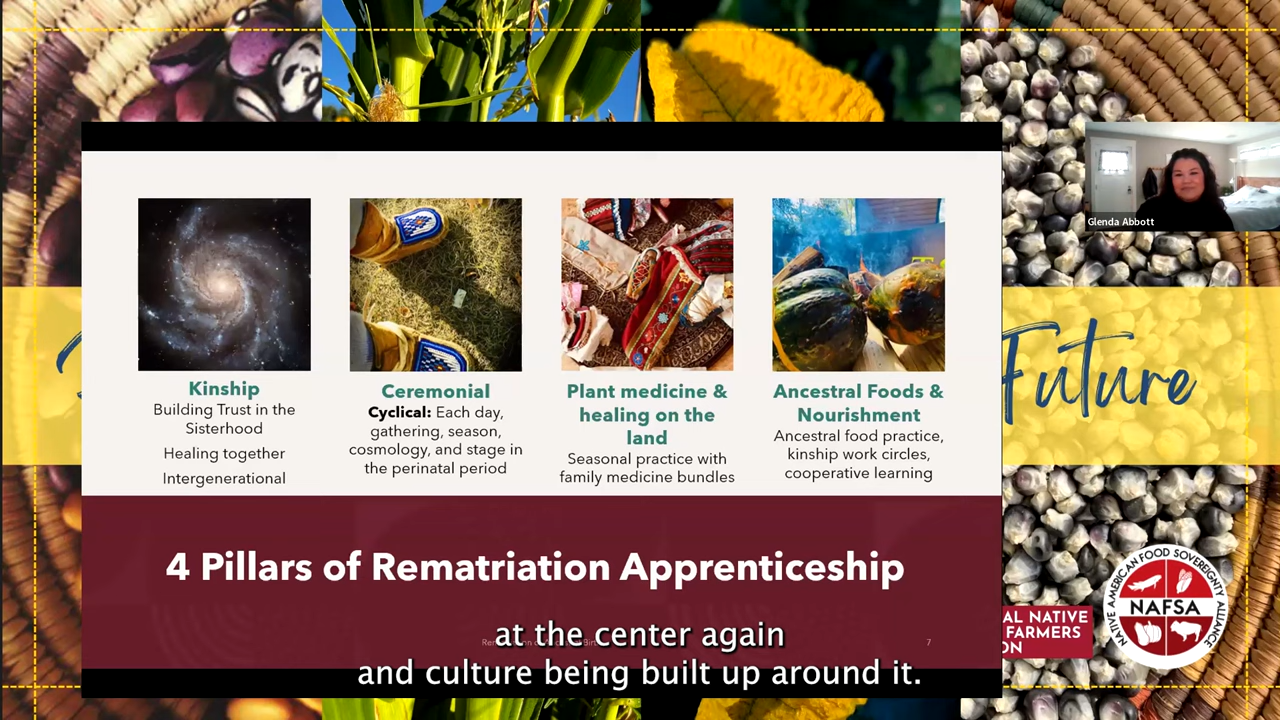 Glenda Abbott
Kinship
Building Trust in the
Sisterhood
Healing together
Intergenerational
Ceremonial
Cyclical: Each day,
gathering, season,
cosmology, and stage in
the perinatal period
Plant medicine &
healing on the
land
Seasonal practice with
family medicine bundles
Ancestral Foods &
Nourishment
Ancestral food practice,
kinship work circles,
cooperative learning
Future
4 Pillars of Rematriation Apprenticeship
7
at the center again
and culture being built up around it.
AL NATIVE
FARMERS
ON
NATIVE AMERICAN FOOD SOVEREIGNTY ALLIANCE
NAFSA